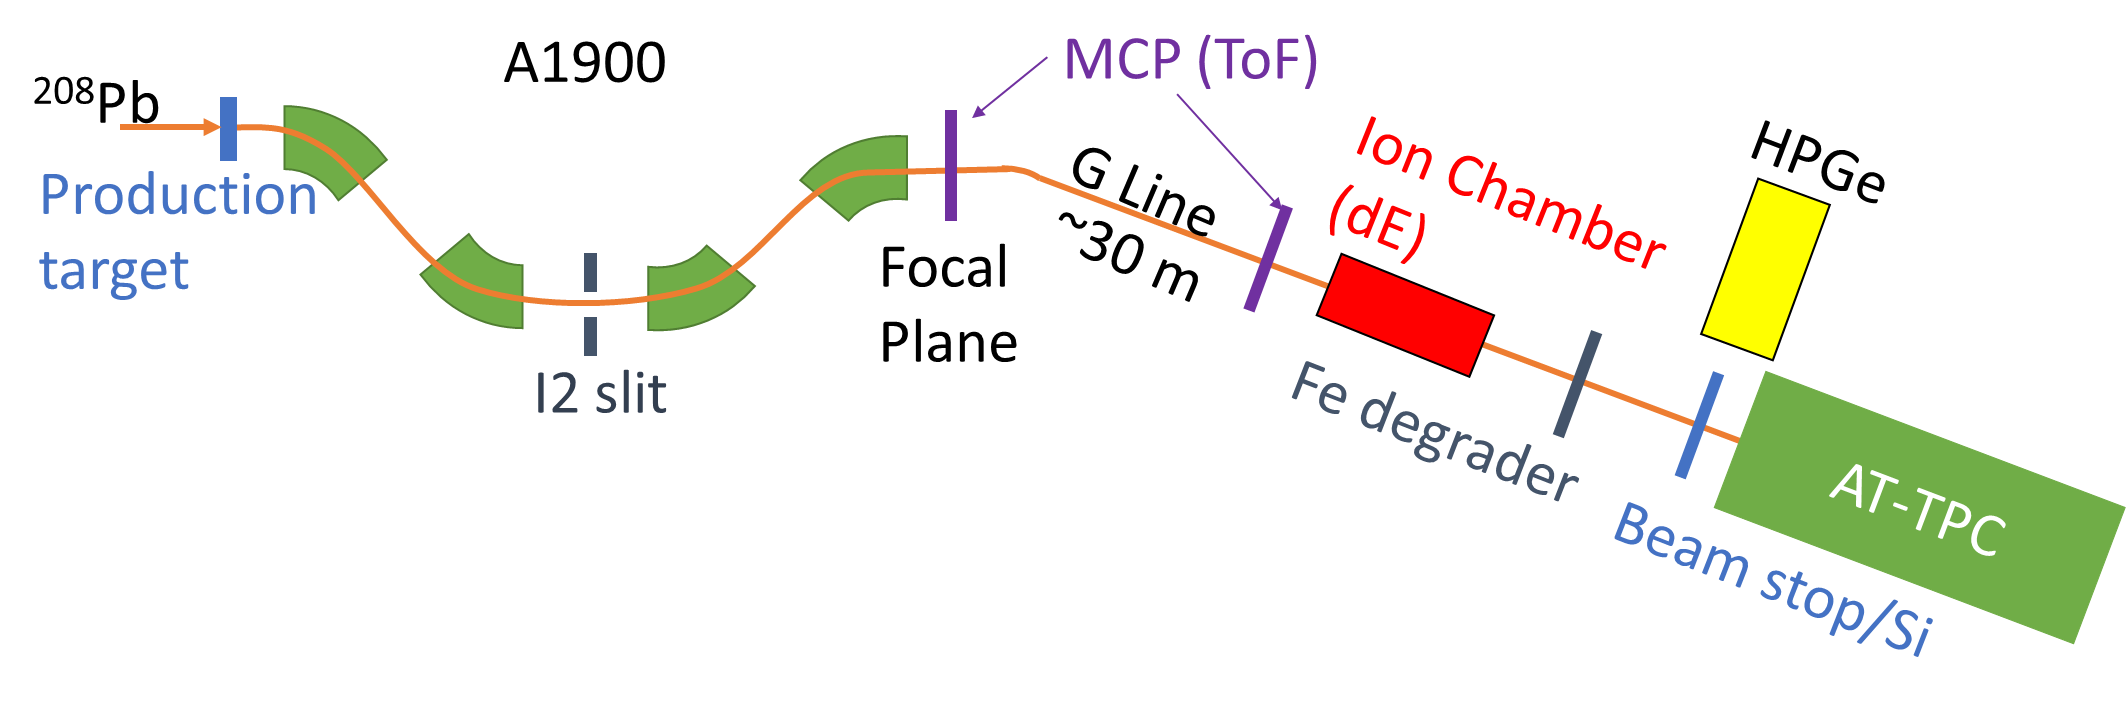 A1900
MCP (ToF)
²⁰⁸Pb
Production
target
I2 slit
Focal
Plane
G Line
~30 m
Ion Chamber
(dE)
HPGe
Fe degrader
Beam stop/Si
AT-TPC